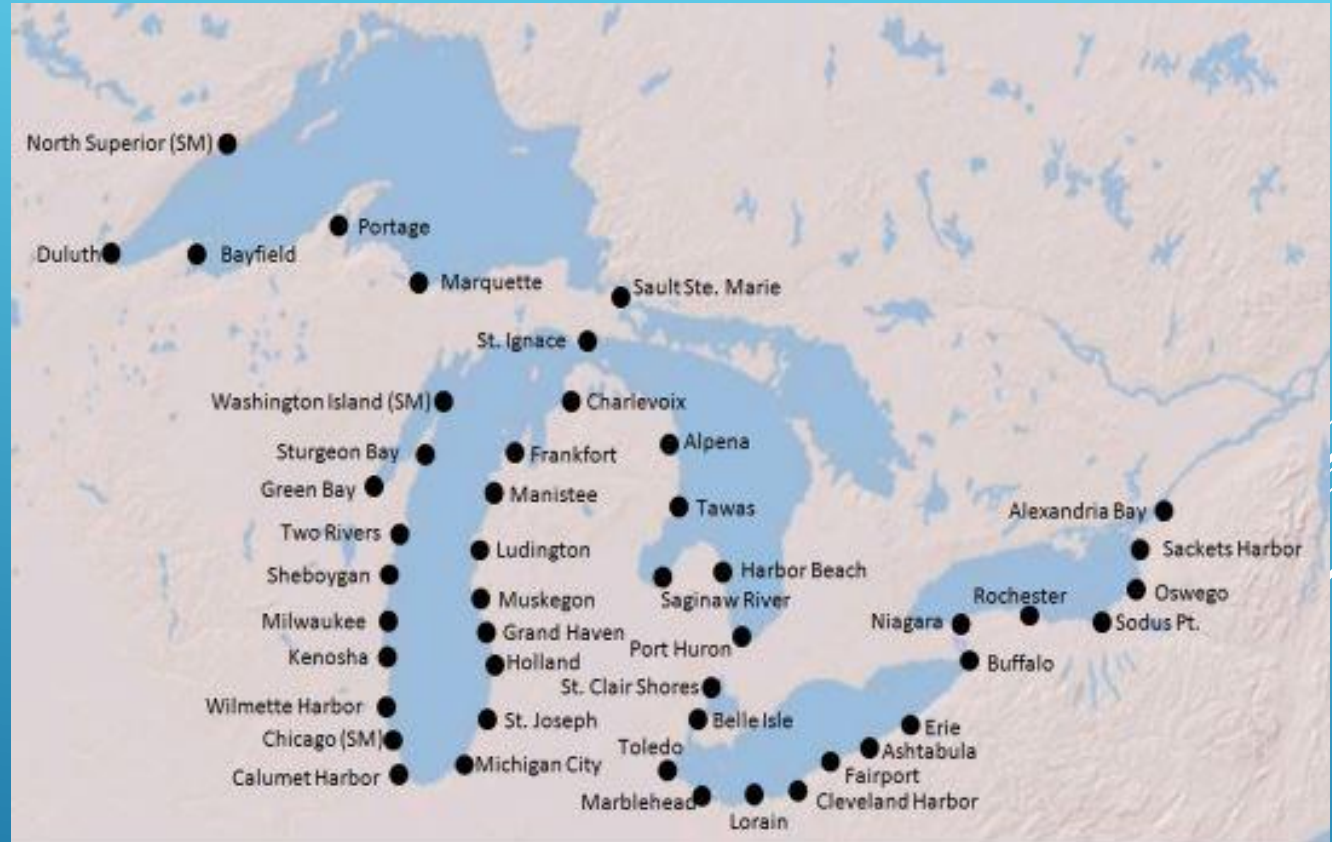 North Superior (SM)
Portage
Duluth
Bayfield
Marquette
Sault Ste. Marie
St. Ignace
Washington Island (SM)
Charlevoix
Alpena
Sturgeon Bay
Frankfort
Green Bay
Manistee
Tawas
Alexandria Bay
Two Rivers
Ludington
Sackets Harbor
Sheboygan
Harbor Beach
Saginaw River
Oswego
Rochester
Muskegon
Milwaukee
Niagara
Sodus Pt.
Grand Haven
Port Huron
Kenosha
Holland
Buffalo
St. Clair Shores
Wilmette Harbor
St. Joseph
Belle Isle
Erie
Chicago (SM)
Toledo
Ashtabula
Michigan City
Calumet Harbor
Fairport
Marblehead
Cleveland Harbor
Lorain